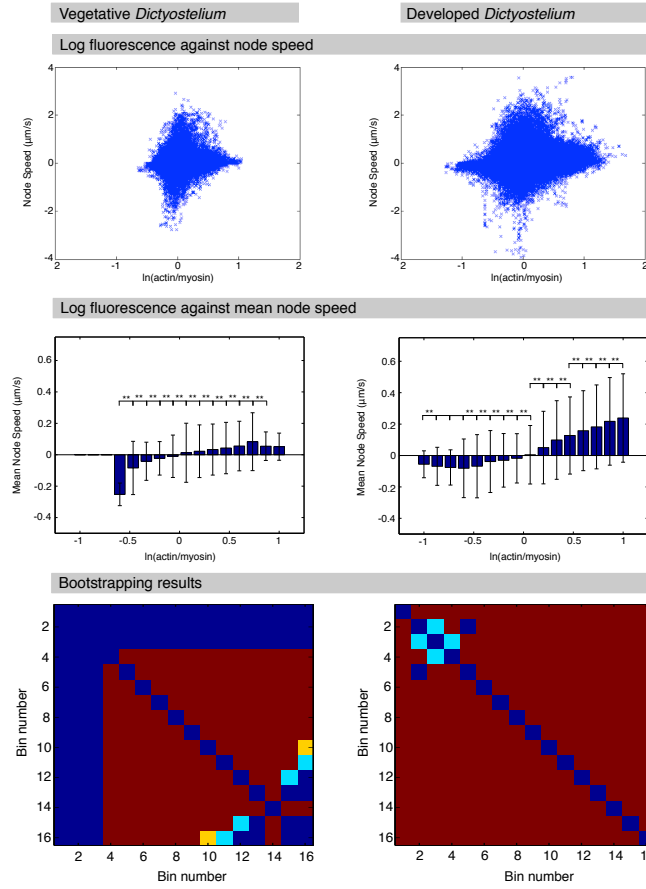 Vegetative Dictyostelium
Developed Dictyostelium
Log fluorescence against node speed
4
2
0
-2
-4
Node Speed (µm/s)
2
1
0
1
2
ln(actin/myosin)
4
2
0
-2
-4
Node Speed (µm/s)
2
1
0
1
2
ln(actin/myosin)
Log fluorescence against mean node speed
0.6
0.4
0.2
0
-0.2
-0.4
Mean Node Speed (µm/s)
** ** ** ** ** ** ** ** ** ** **
-1
-0.5
0
0.5
1
ln(actin/myosin)
0.6
0.4
0.2
0
-0.2
-0.4
Mean Node Speed (µm/s)
** ** ** ** **
** ** **
** ** ** ** ** **
-1
-0.5
0
0.5
1
ln(actin/myosin)
Bootstrapping results
2
4
6
8
10
12
14
16
Bin number
2 4 6 8 10 12 14 16
Bin number
2
4
6
8
10
12
14
16
Bin number
2 4 6 8 10 12 14
Bin number